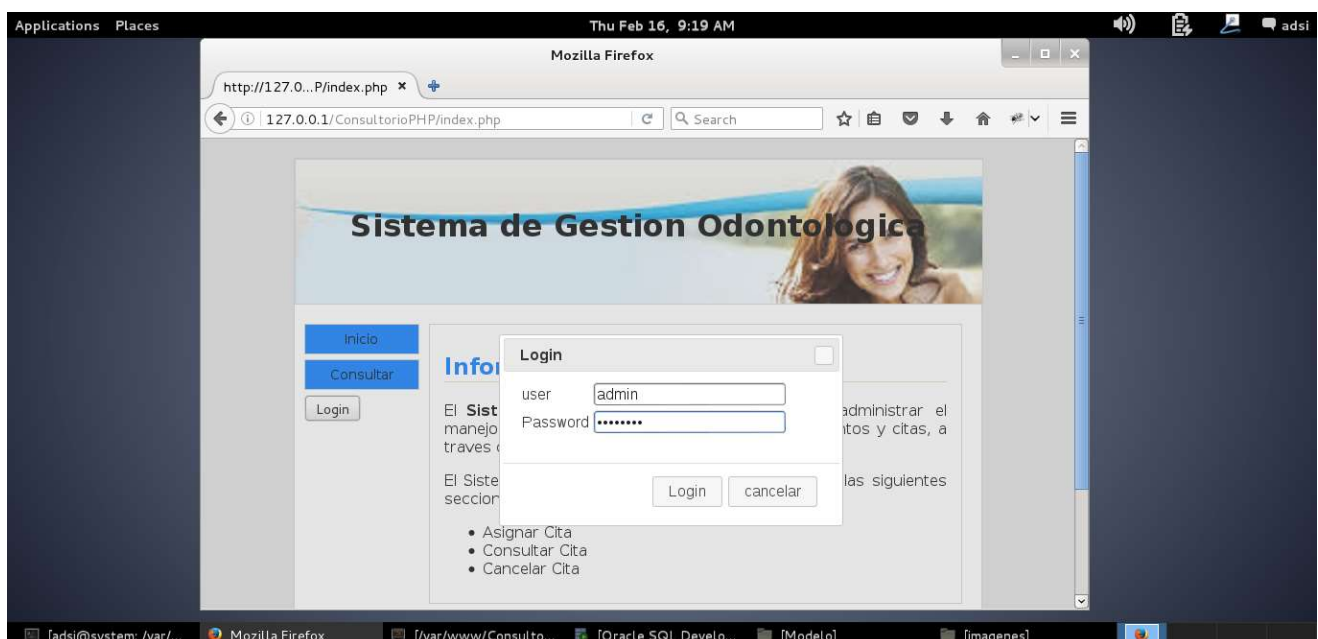 Applications Places Thu Feb 16, 9:19 AM adsi
Mozilla Firefox
http://127.0...P/index.php
127.0.0.1/ConsultorioPHP/index.php Search
Sistema de Gestion Odontologica
Inicio
Consultar
Login
Login
user admin
Password ••••••••
Login cancelar
El Sist administrar el
manejo y citas, a
traves
El Siste las siguientes
seccion
• Asignar Cita
• Consultar Cita
• Cancelar Cita
[adsi@system: /var/... Mozilla Firefox [/var/www/Consulto... [Oracle SQL Develo... [Modelo] [imagenes]